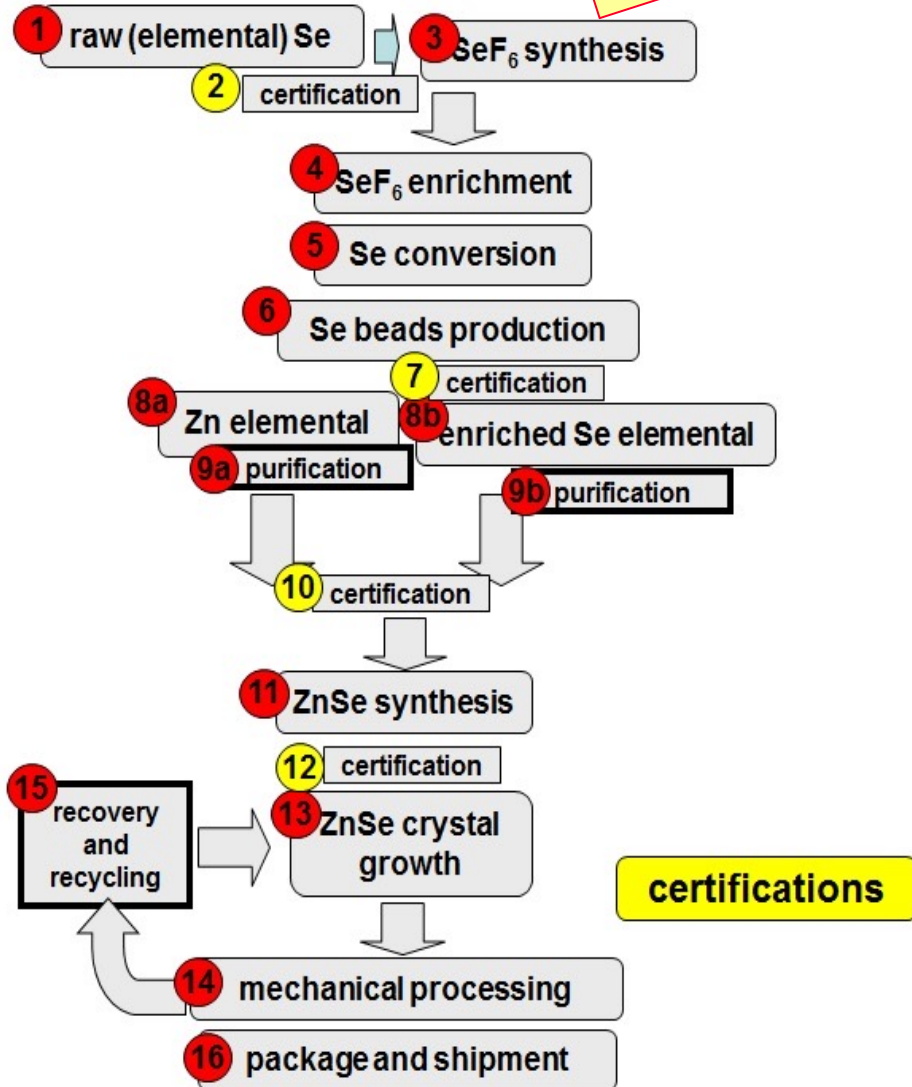 1 raw (elemental) Se
2 certification
3 SeF₆ synthesis
4 SeF₆ enrichment
5 Se conversion
6 Se beads production
7 certification
8a Zn elemental
9a purification
8b enriched Se elemental
9b purification
10 certification
11 ZnSe synthesis
12 certification
13 ZnSe crystal
growth
15 recovery
and
recycling
certifications
14 mechanical processing
16 package and shipment